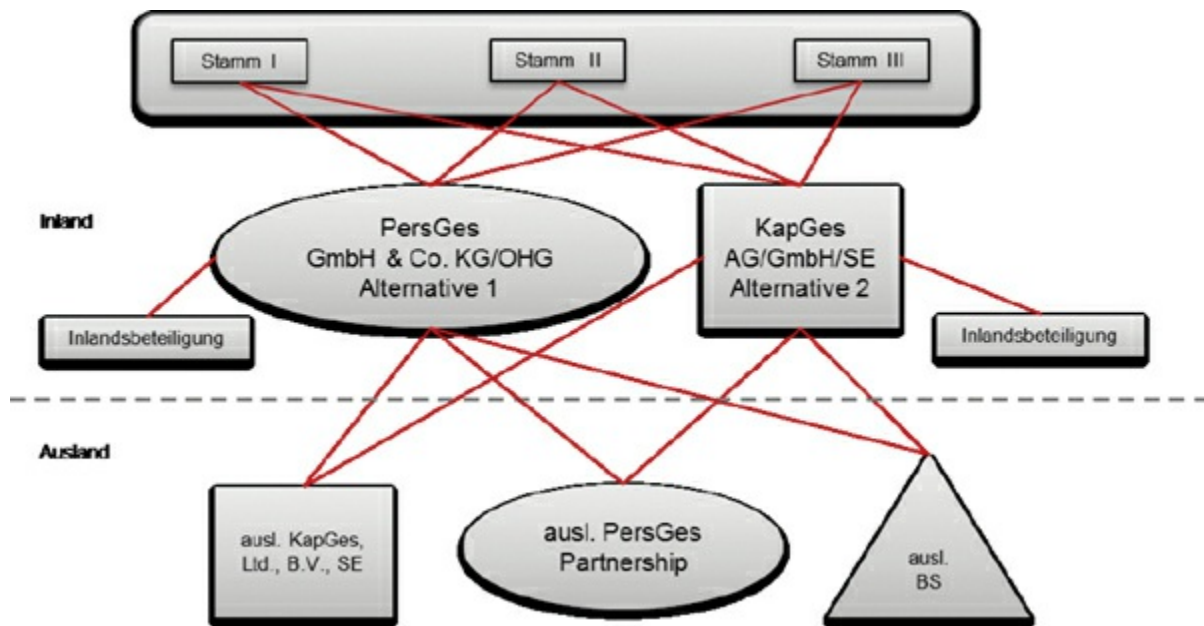 Stamm I
Stamm II
Stamm III
Inland
PersGes
GmbH & Co. KG/OHG
Alternative 1
KapGes
AG/GmbH/SE
Alternative 2
Inlandsbeteiligung
Inlandsbeteiligung
Ausland
ausl. KapGes,
Ltd., B.V., SE
ausl. PersGes
Partnership
ausl.
BS